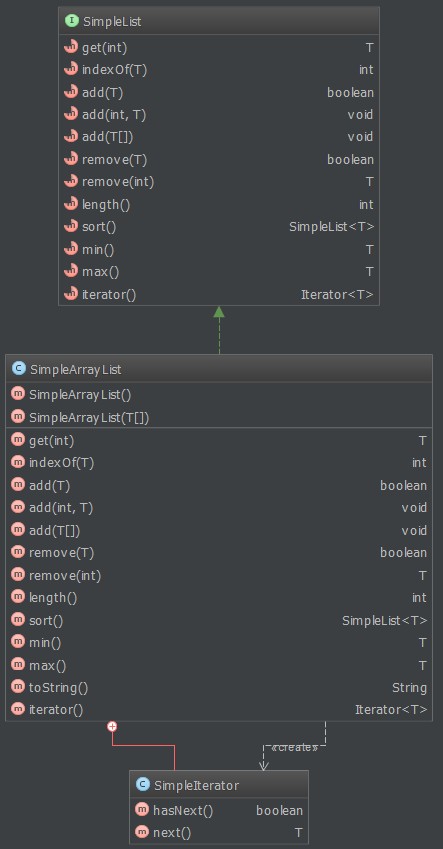 I SimpleList
m get(int) T
m indexOf(T) int
m add(T) boolean
m add(int, T) void
m add(T[]) void
m remove(T) boolean
m remove(int) T
m length() int
m sort() SimpleList<T>
m min() T
m max() T
m iterator() Iterator<T>
C SimpleArrayList
m SimpleArrayList()
m SimpleArrayList(T[])
m get(int) T
m indexOf(T) int
m add(T) boolean
m add(int, T) void
m add(T[]) void
m remove(T) boolean
m remove(int) T
m length() int
m sort() SimpleList<T>
m min() T
m max() T
m toString() String
m iterator() Iterator<T>
«create»
C SimpleIterator
m hasNext() boolean
m next() T